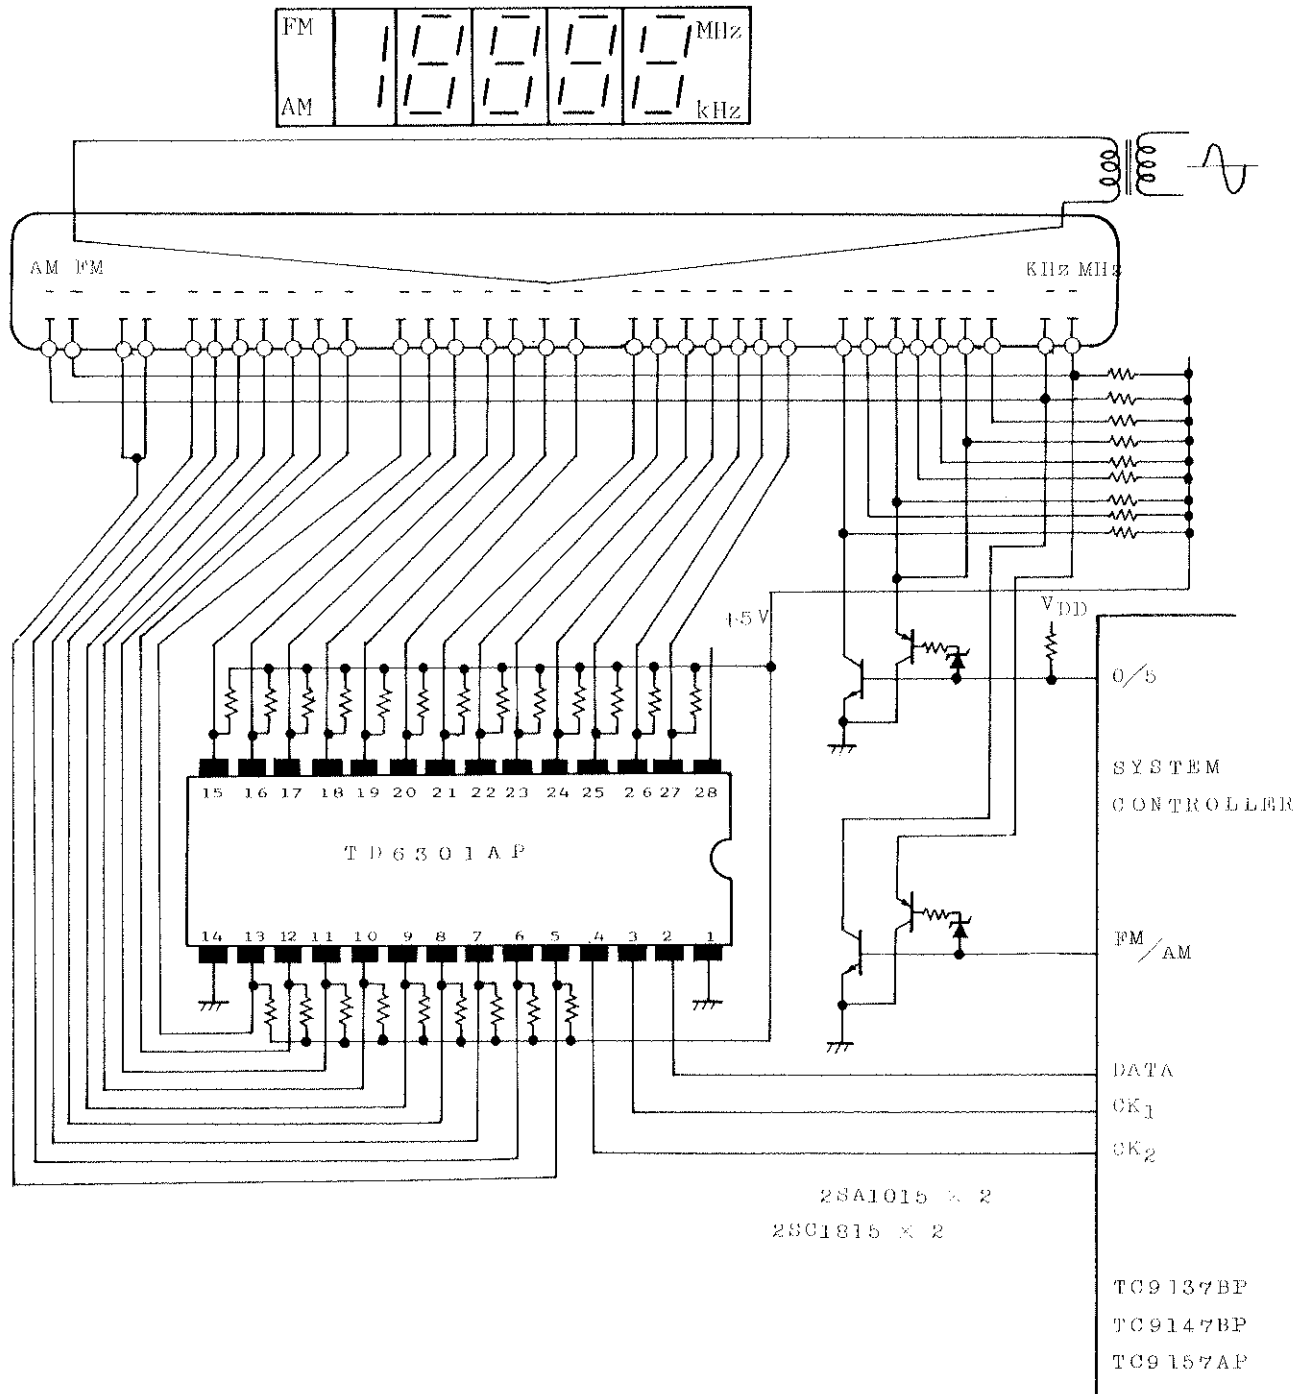 FM
MHz
AM
kHz
AM FM
KHz MHz
+5V
VDD
0/5
SYSTEM
CONTROLLER
15 16 17 18 19 20 21 22 23 24 25 26 27 28
TD6301AP
14 13 12 11 10 9 8 7 6 5 4 3 2 1
FM/AM
DATA
CK1
CK2
2SA1015 × 2
2SC1815 × 2
TC9137BP
TC9147BP
TC9157AP